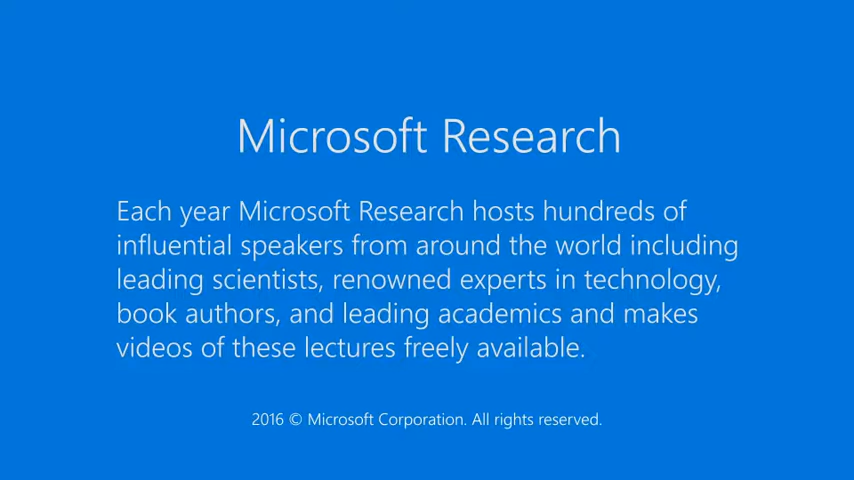 Microsoft Research
Each year Microsoft Research hosts hundreds of
influential speakers from around the world including
leading scientists, renowned experts in technology,
book authors, and leading academics and makes
videos of these lectures freely available.
2016 © Microsoft Corporation. All rights reserved.